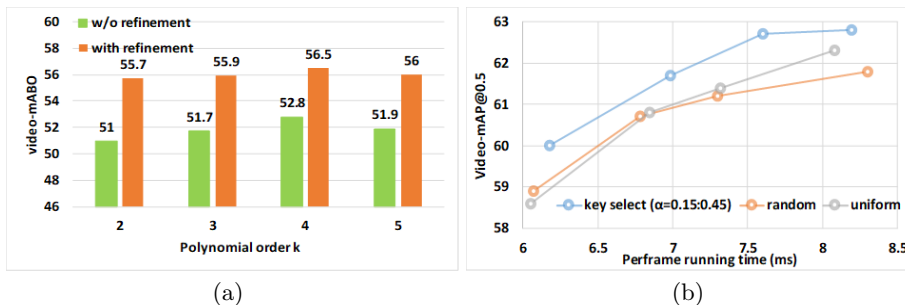 60
58
56
54
52
50
48
46
video-mABO
w/o refinement
with refinement
51
55.7
51.7
55.9
52.8
56.5
51.9
56
2 3 4 5
Polynomial order k
(a)
63
62
61
60
59
58
Video-mAP@0.5
key select (α=0.15:0.45) random uniform
6 6.5 7 7.5 8 8.5
Perframe running time (ms)
(b)